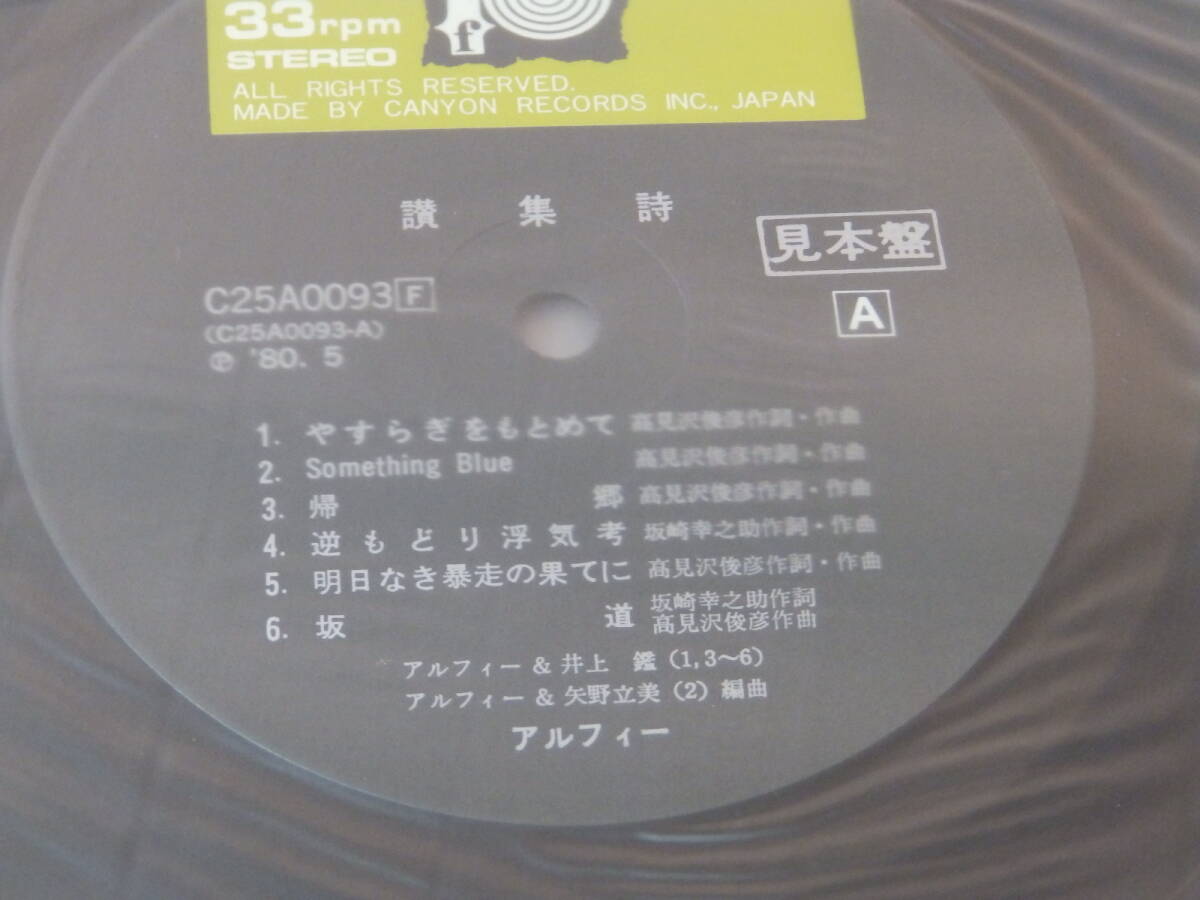 33rpm
STEREO
f
ALL RIGHTS RESERVED.
MADE BY CANYON RECORDS INC., JAPAN
讃集詩
見本盤
C25A0093 F
A
(C25A0093-A)
℗ '80. 5
1. やすらぎをもとめて 高見沢俊彦作詞・作曲
2. Something Blue 高見沢俊彦作詞・作曲
3. 帰郷 高見沢俊彦作詞・作曲
4. 逆もどり浮気考 坂崎幸之助作詞・作曲
5. 明日なき暴走の果てに 高見沢俊彦作詞・作曲
6. 坂道 坂崎幸之助作詞
高見沢俊彦作曲
アルフィー & 井上 鑑 (1,3~6)
アルフィー & 矢野立美 (2) 編曲
アルフィー